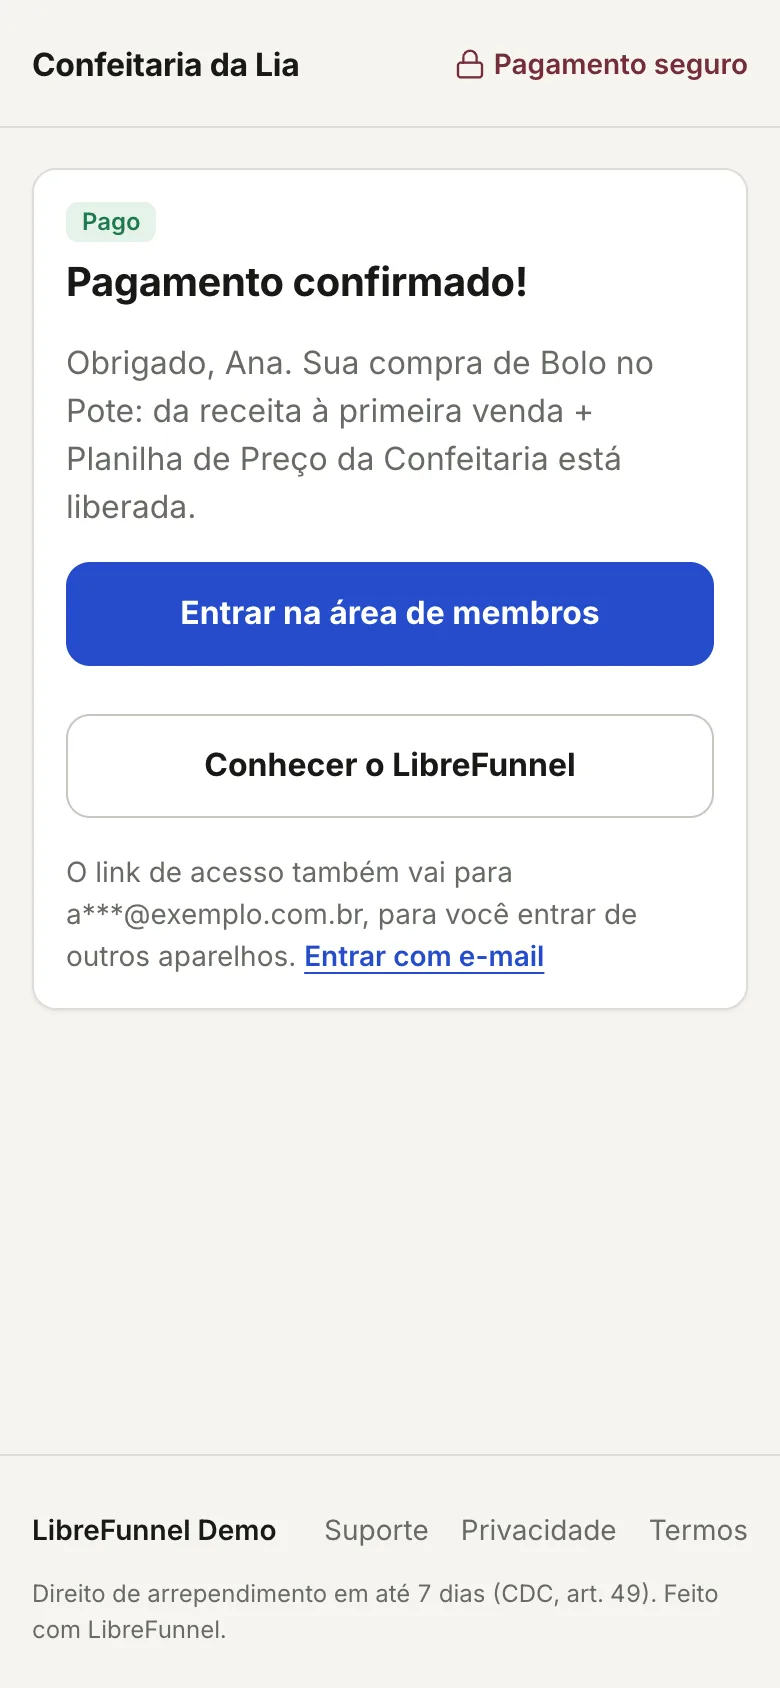 Confeitaria da Lia
Pagamento seguro
Pago
Pagamento confirmado!
Obrigado, Ana. Sua compra de Bolo no
Pote: da receita à primeira venda +
Planilha de Preço da Confeitaria está
liberada.
Entrar na área de membros
Conhecer o LibreFunnel
O link de acesso também vai para
a***@exemplo.com.br, para você entrar de
outros aparelhos. Entrar com e-mail
LibreFunnel Demo
Suporte
Privacidade
Termos
Direito de arrependimento em até 7 dias (CDC, art. 49). Feito
com LibreFunnel.